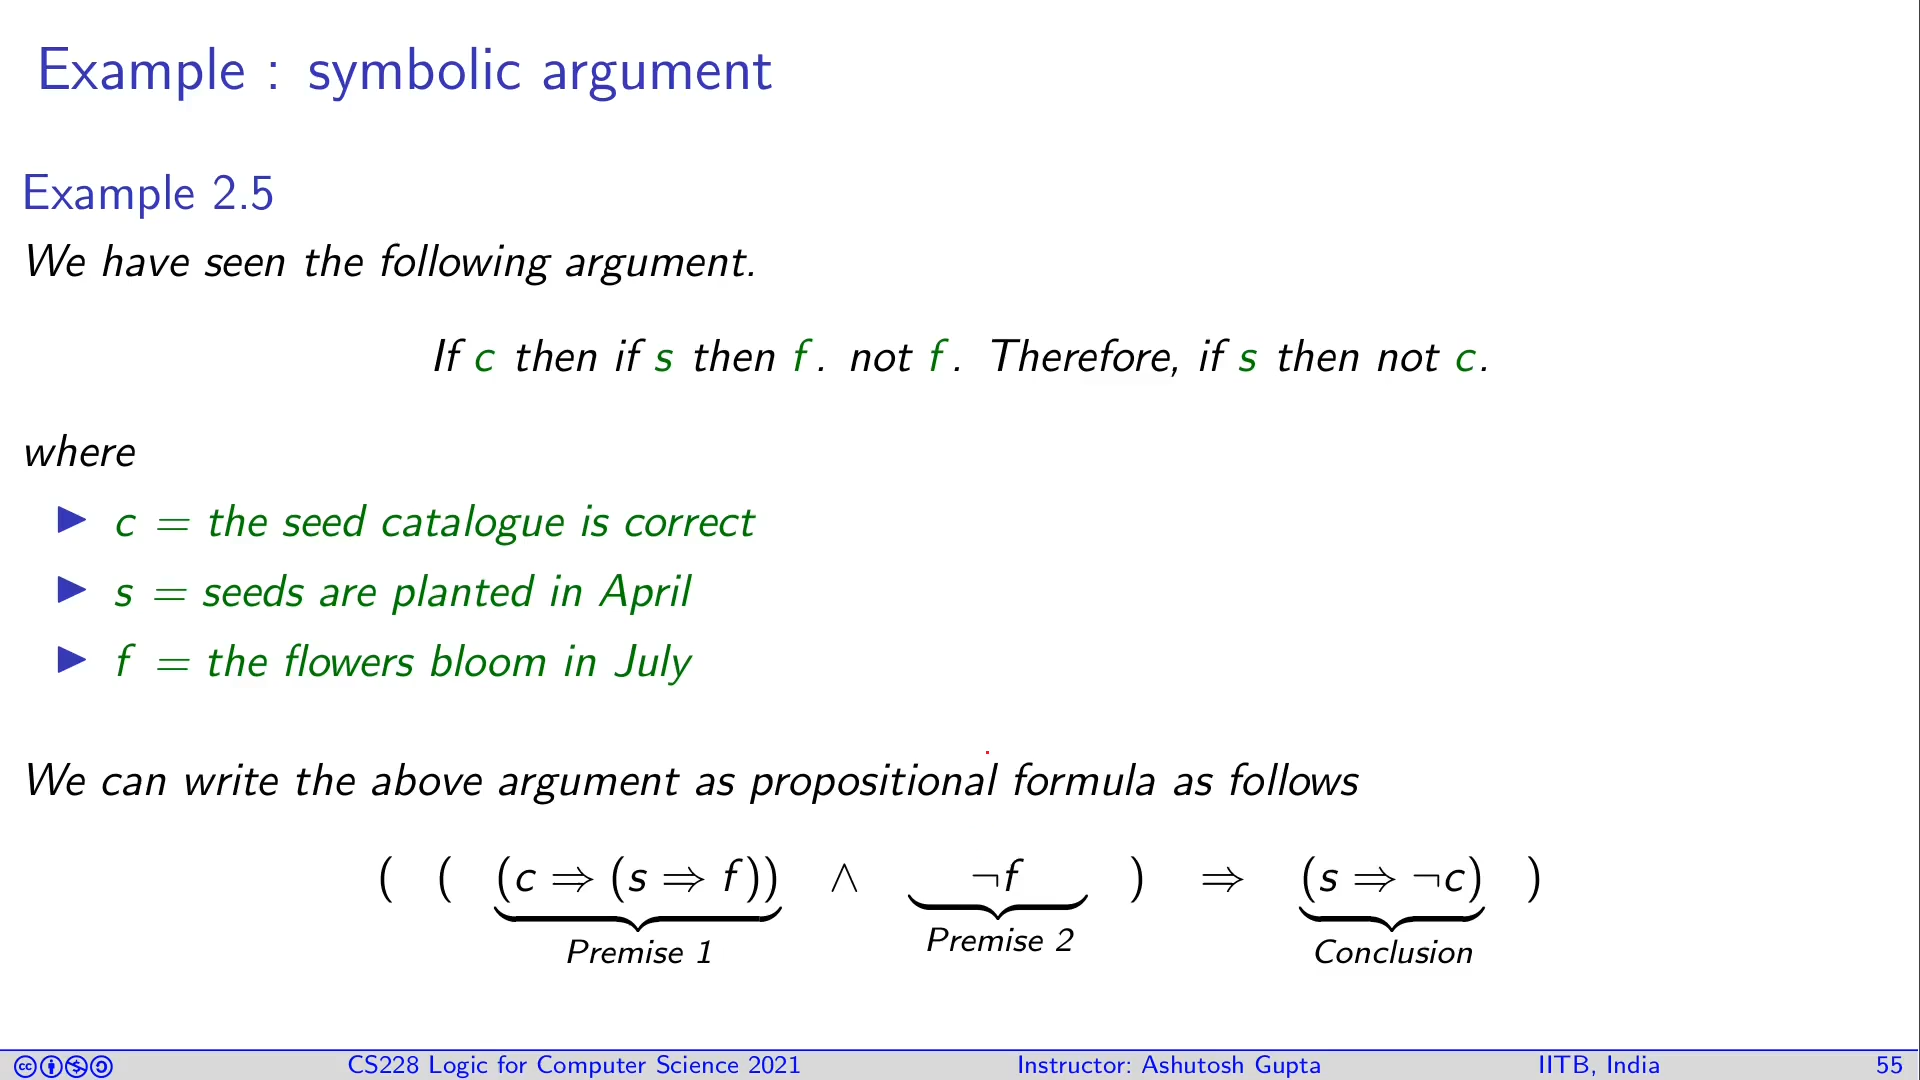 Example : symbolic argument
Example 2.5
We have seen the following argument.
If c then if s then f. not f. Therefore, if s then not c.
where
▶ c = the seed catalogue is correct
▶ s = seeds are planted in April
▶ f = the flowers bloom in July
We can write the above argument as propositional formula as follows
( ( (c ⇒ (s ⇒ f)) ∧ ¬f ) ⇒ (s ⇒ ¬c) )
Premise 1 Premise 2 Conclusion
CS228 Logic for Computer Science 2021 Instructor: Ashutosh Gupta IITB, India 55